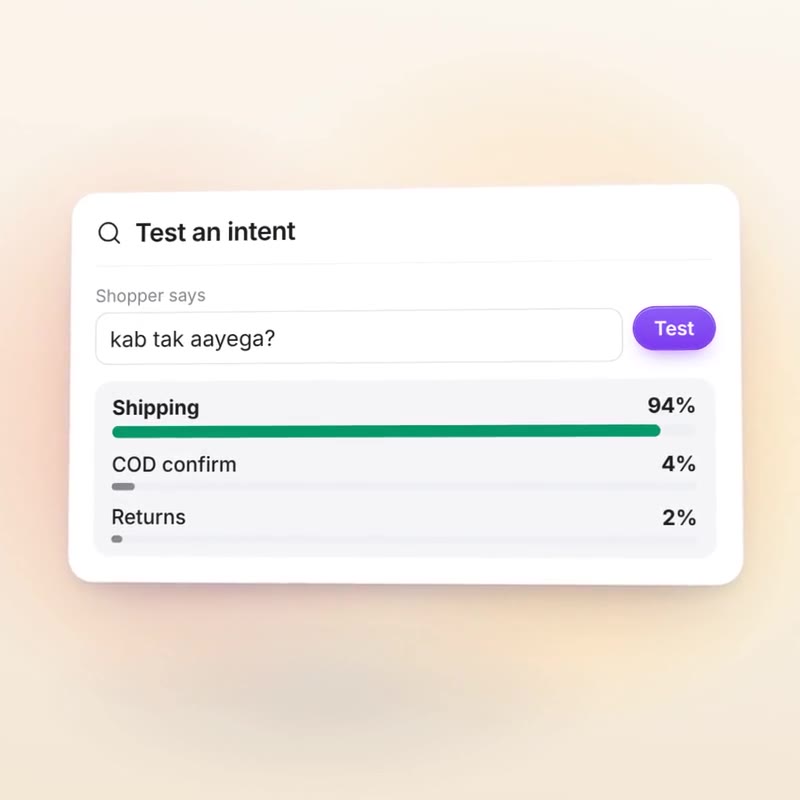 Test an intent
Shopper says
kab tak aayega?
Test
Shipping 94%
COD confirm 4%
Returns 2%